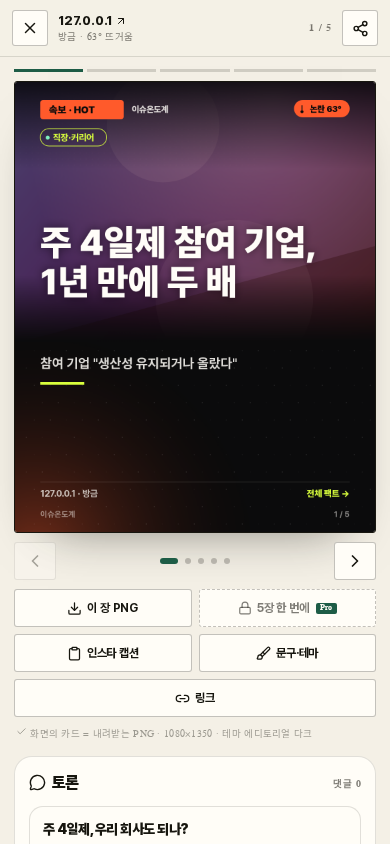 127.0.0.1
방금 · 63° 뜨거움
1 / 5
속보 · HOT
이슈온도계
논란 63°
직장·커리어
주 4일제 참여 기업,
1년 만에 두 배
참여 기업 "생산성 유지되거나 올랐다"
127.0.0.1 · 방금
전체 팩트 →
이슈온도계
1 / 5
이 장 PNG
5장 한 번에 Pro
인스타 캡션
문구·테마
링크
화면의 카드 = 내려받는 PNG · 1080×1350 · 테마 에디토리얼 다크
토론
댓글 0
주 4일제, 우리 회사도 되나?